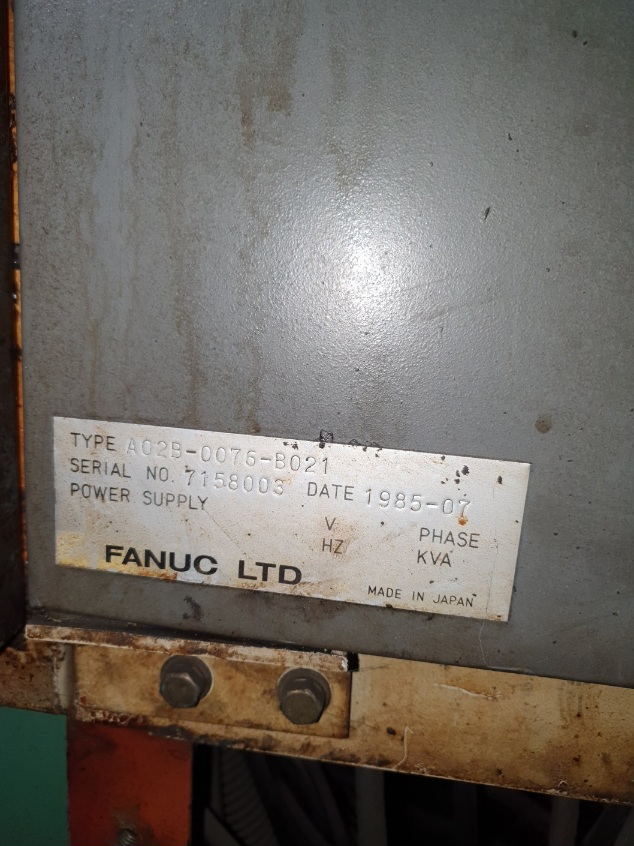 TYPE A02B-0076-B021
SERIAL NO. 7158003 DATE 1985-07
POWER SUPPLY
V PHASE
HZ KVA
FANUC LTD
MADE IN JAPAN